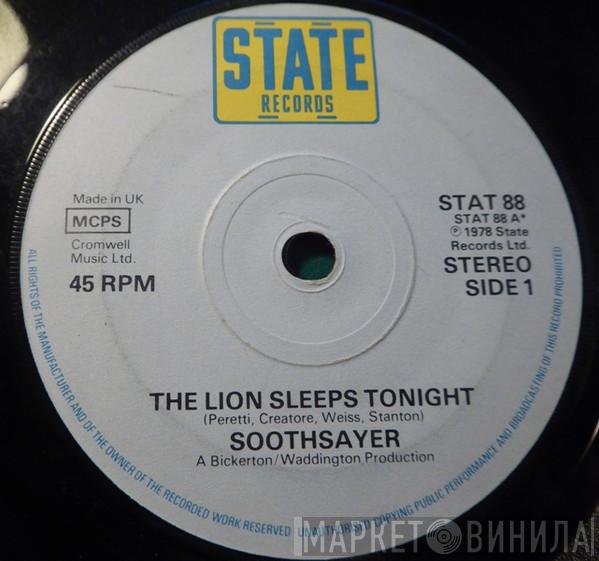 STATE
RECORDS
Made in UK
MCPS
Cromwell
Music Ltd.
45 RPM
STAT 88
STAT 88 A*
℗ 1978 State
Records Ltd.
STEREO
SIDE 1
THE LION SLEEPS TONIGHT
(Peretti, Creatore, Weiss, Stanton)
SOOTHSAYER
A Bickerton/Waddington Production
ALL RIGHTS OF THE MANUFACTURER AND OF THE OWNER OF THE RECORDED WORK RESERVED UNAUTHORISED COPYING PUBLIC PERFORMANCE AND BROADCASTING OF THIS RECORD PROHIBITED
МАРКЕТ ВИНИЛА